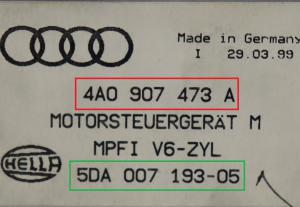 Made in Germany
I 29.03.99
4A0 907 473 A
MOTORSTEUERGERÄT M
MPFI V6-ZYL
HELLA
5DA 007 193-05